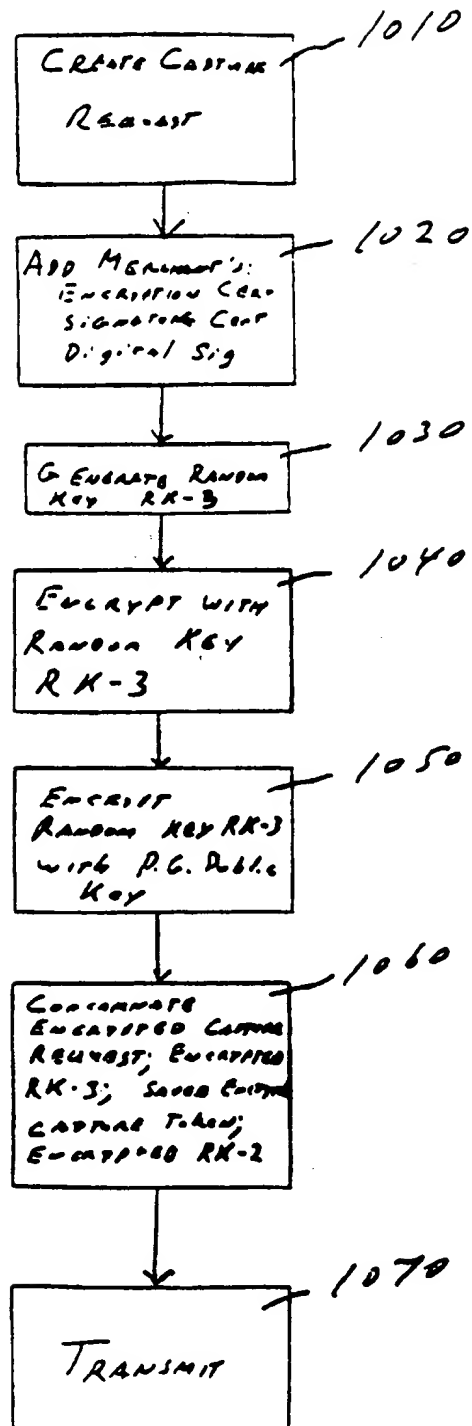 1010
CREATE CAPTURE
REQUEST
1020
ADD MERCHANT'S:
ENCRYPTION CERT
SIGNATURE CERT
Digital Sig
1030
GENERATE RANDOM
KEY RK-3
1040
ENCRYPT WITH
RANDOM KEY
RK-3
1050
ENCRYPT
RANDOM KEY RK-3
WITH P.G. Public
KEY
1060
CONCATENATE
ENCRYPTED CAPTURE
REQUEST; ENCRYPTED
RK-3; SAVED
CAPTURE TOKEN;
ENCRYPTED RK-2
1070
TRANSMIT